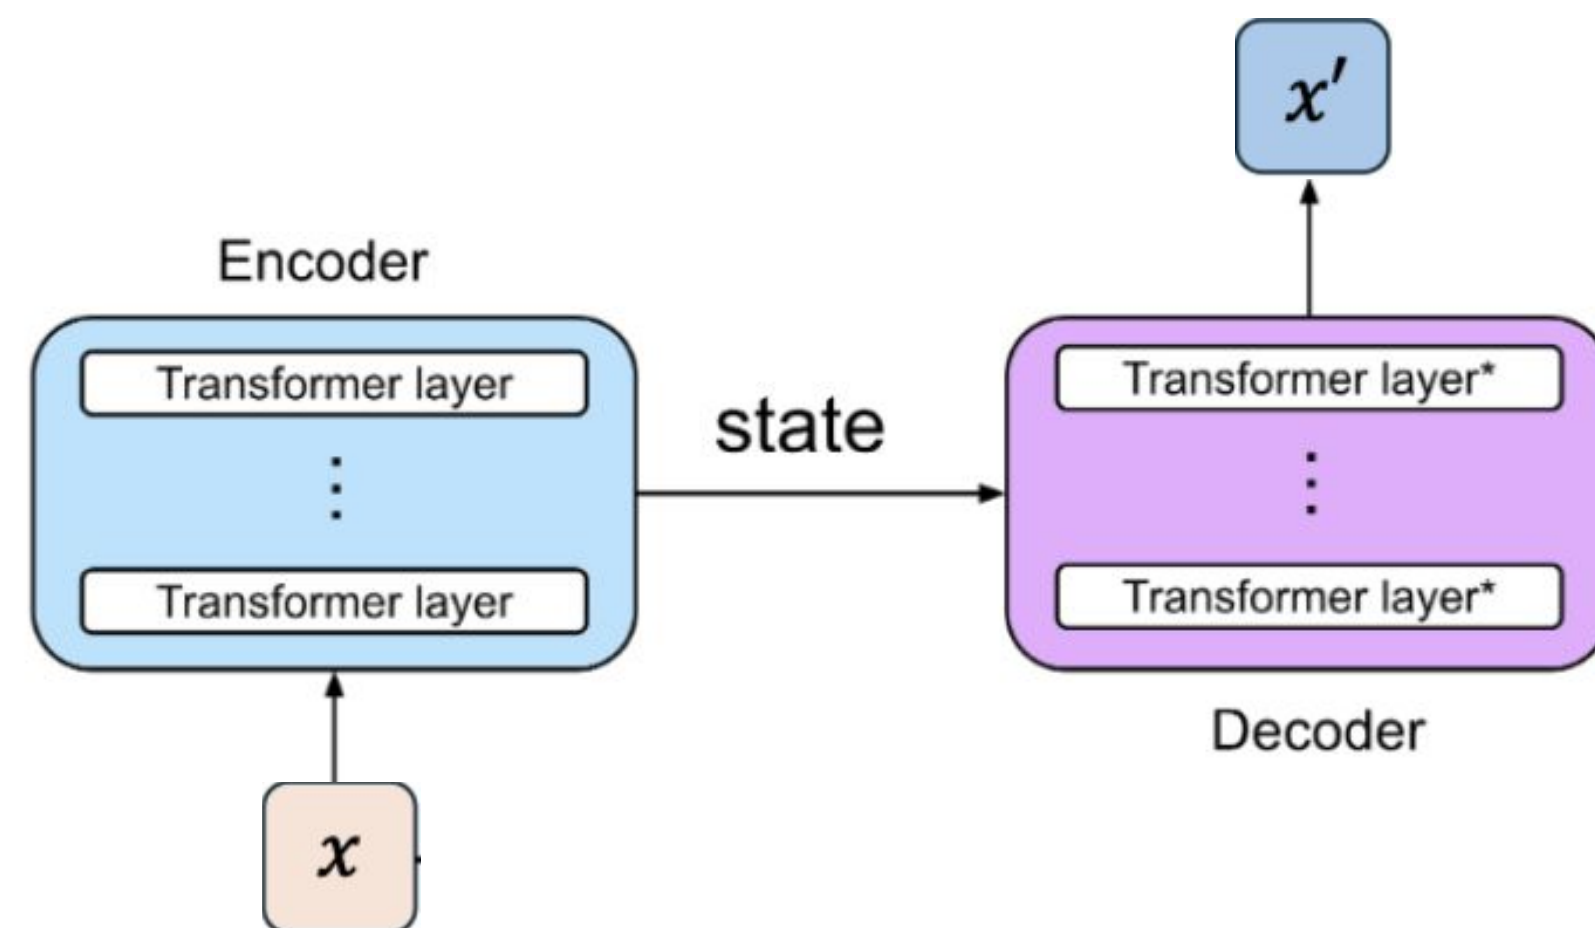 x′
Encoder
Transformer layer
⋮
Transformer layer
x
state
Transformer layer*
⋮
Transformer layer*
Decoder